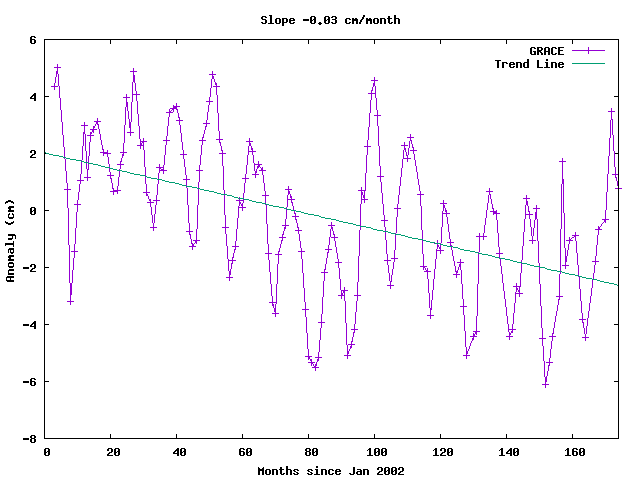 Slope -0.03 cm/month
GRACE
Trend Line
6
4
2
0
-2
-4
-6
-8
Anomaly (cm)
0 20 40 60 80 100 120 140 160
Months since Jan 2002